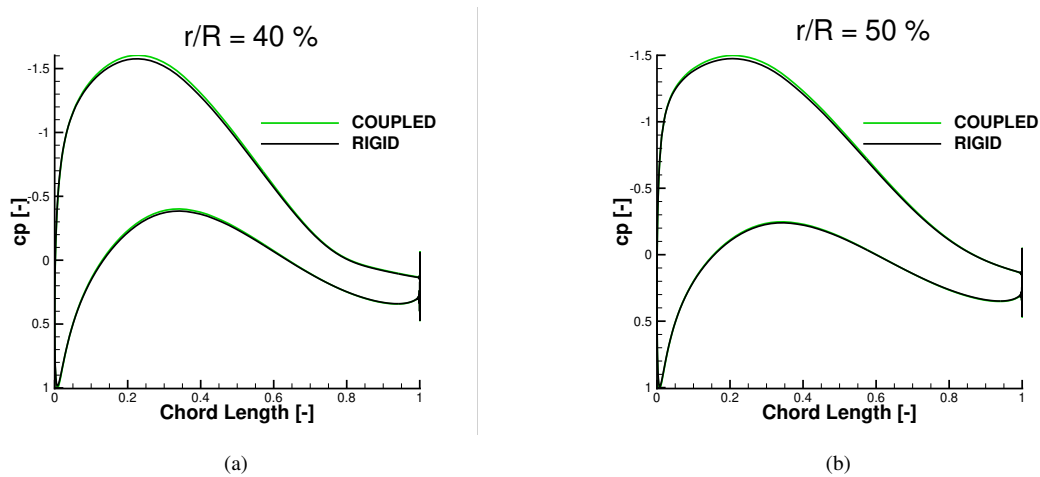 r/R = 40 %
-1.5
-1
-0.5
0
0.5
1
cp [-]
COUPLED
RIGID
0 0.2 0.4 0.6 0.8 1
Chord Length [-]
(a)
r/R = 50 %
-1.5
-1
-0.5
0
0.5
1
cp [-]
COUPLED
RIGID
0 0.2 0.4 0.6 0.8 1
Chord Length [-]
(b)